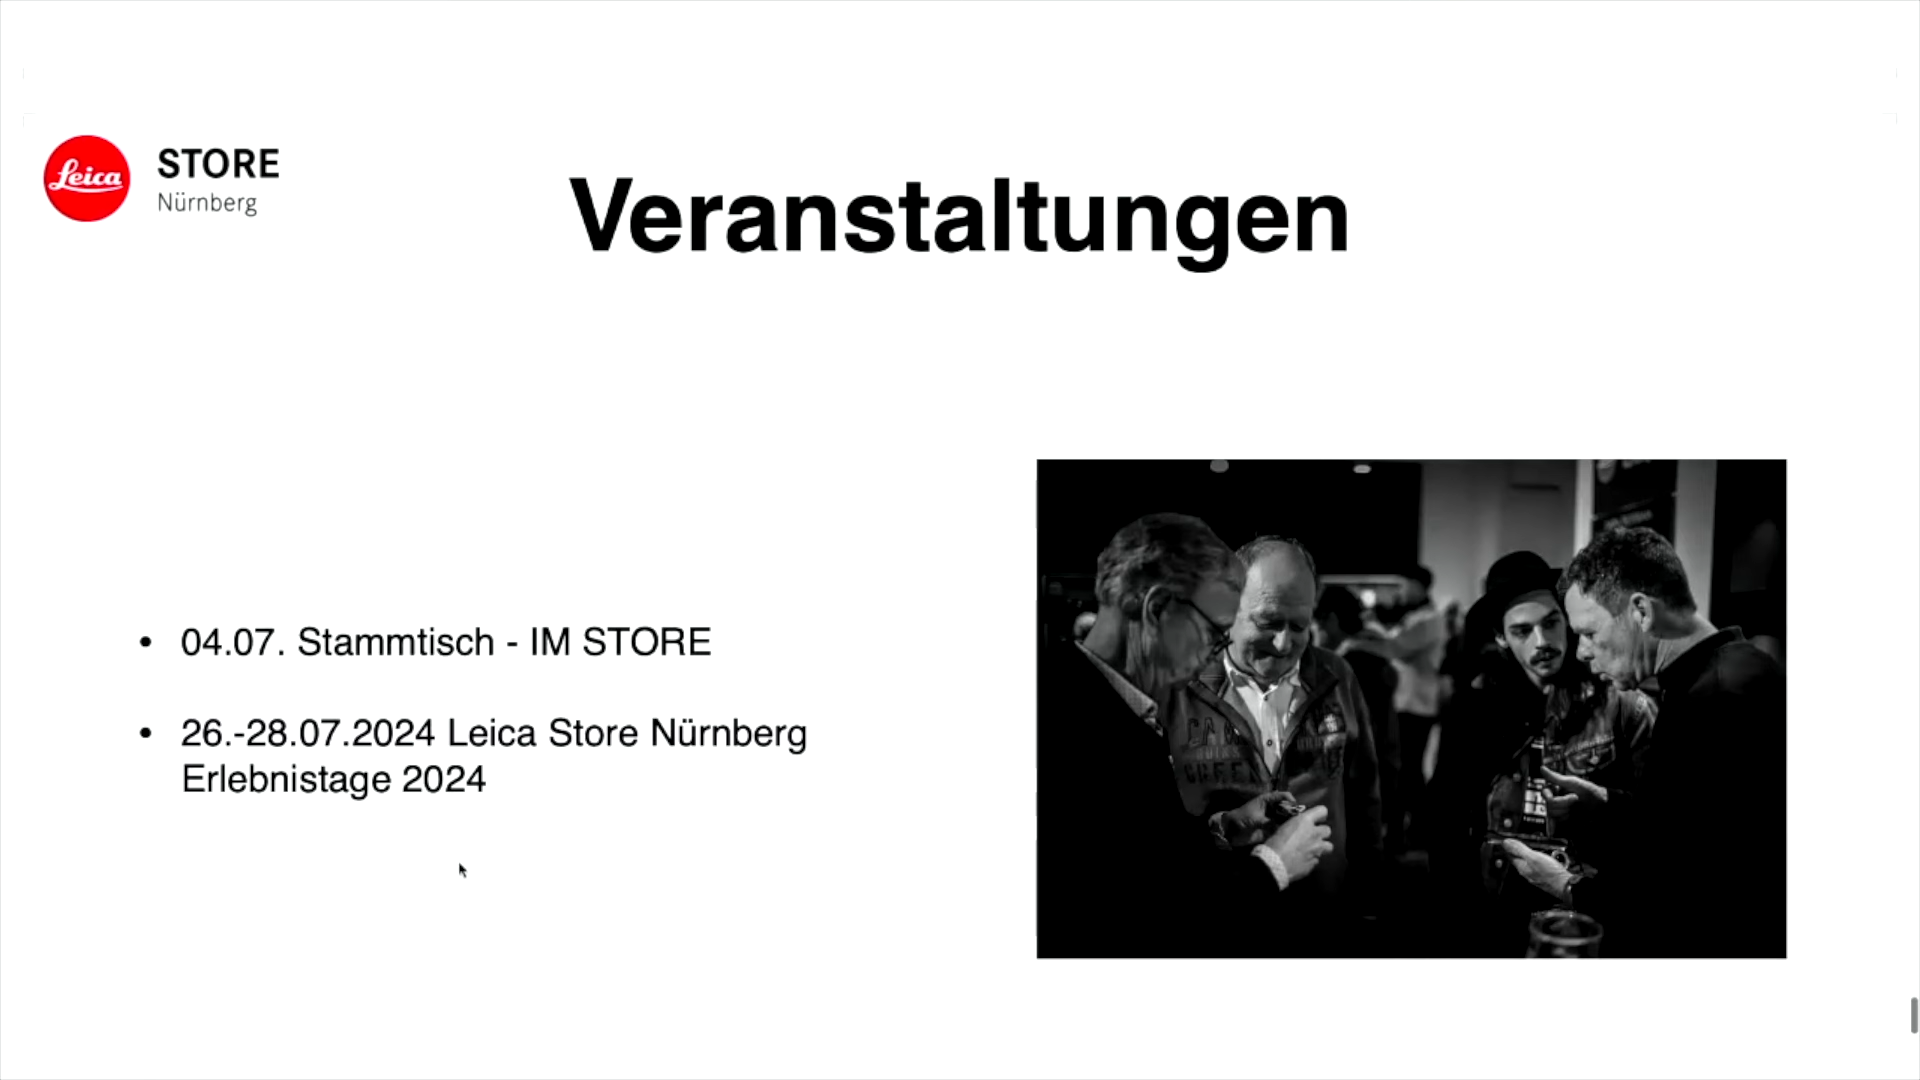 Leica
STORE
Nürnberg
Veranstaltungen
• 04.07. Stammtisch - IM STORE
• 26.-28.07.2024 Leica Store Nürnberg
Erlebnistage 2024